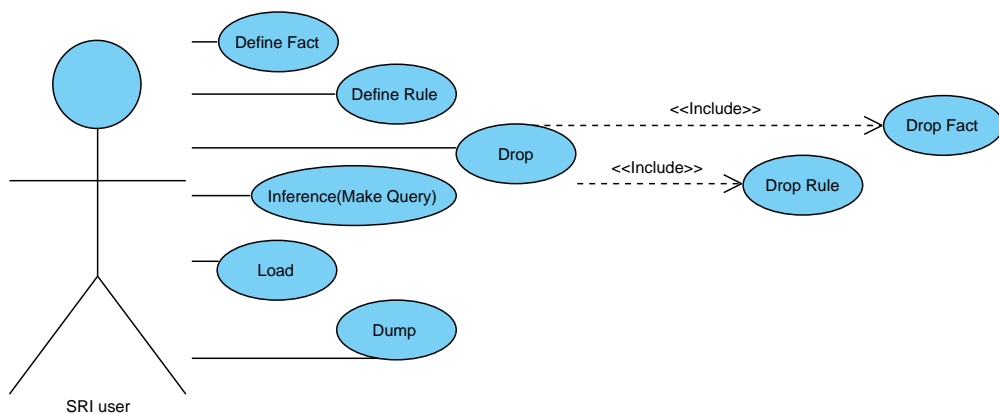 Define Fact
Define Rule
<<Include>>
Drop Fact
Drop
<<Include>>
Drop Rule
Inference(Make Query)
Load
Dump
SRI user